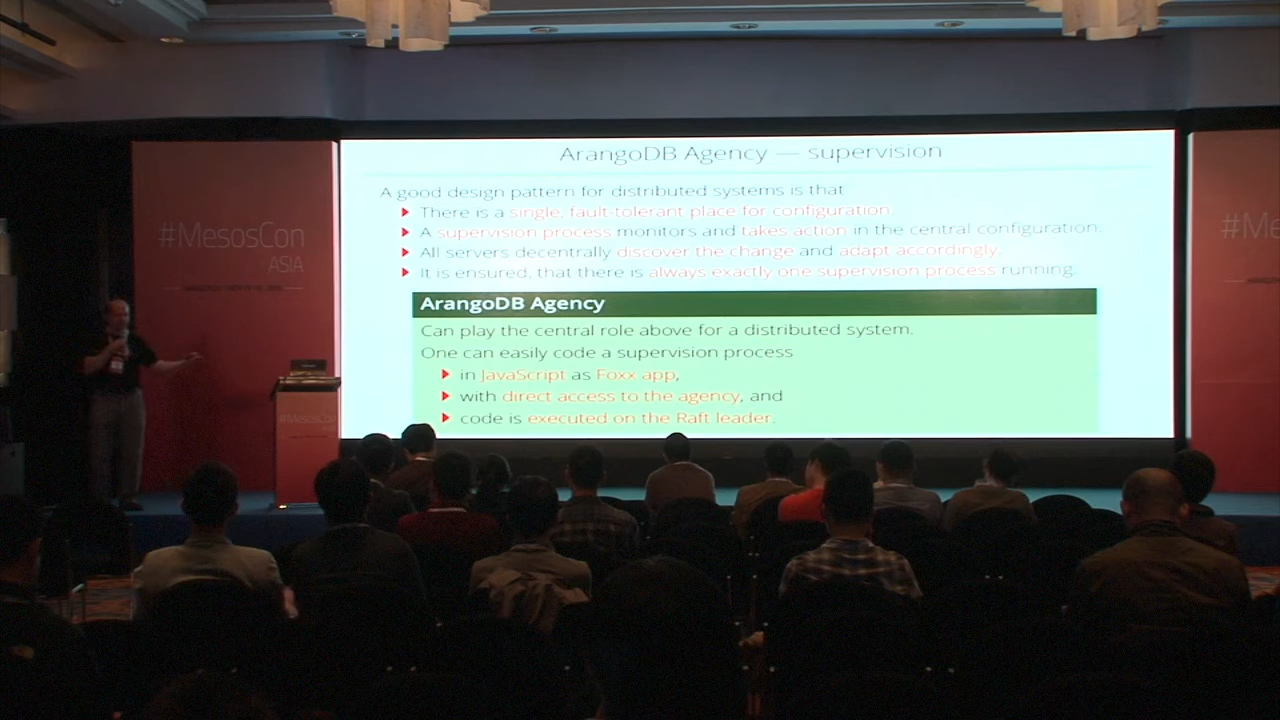 ArangoDB Agency — supervision
A good design pattern for distributed systems is that
There is a single, fault-tolerant place for configuration.
A supervision process monitors and takes action in the central configuration.
All servers decentrally discover the change and adapt accordingly.
It is ensured, that there is always exactly one supervision process running.
ArangoDB Agency
Can play the central role above for a distributed system.
One can easily code a supervision process
in JavaScript as Foxx app,
with direct access to the agency, and
code is executed on the Raft leader.
#MesosCon
ASIA
#MesosCon
#Me